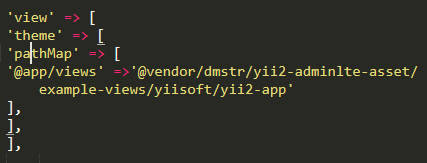 'view' => [
'theme' => [
'pathMap' => [
'@app/views' =>'@vendor/dmstr/yii2-adminlte-asset/
example-views/yiisoft/yii2-app'
],
],
],